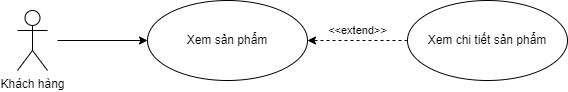 <<extend>>
Xem sản phẩm
Xem chi tiết sản phẩm
Khách hàng